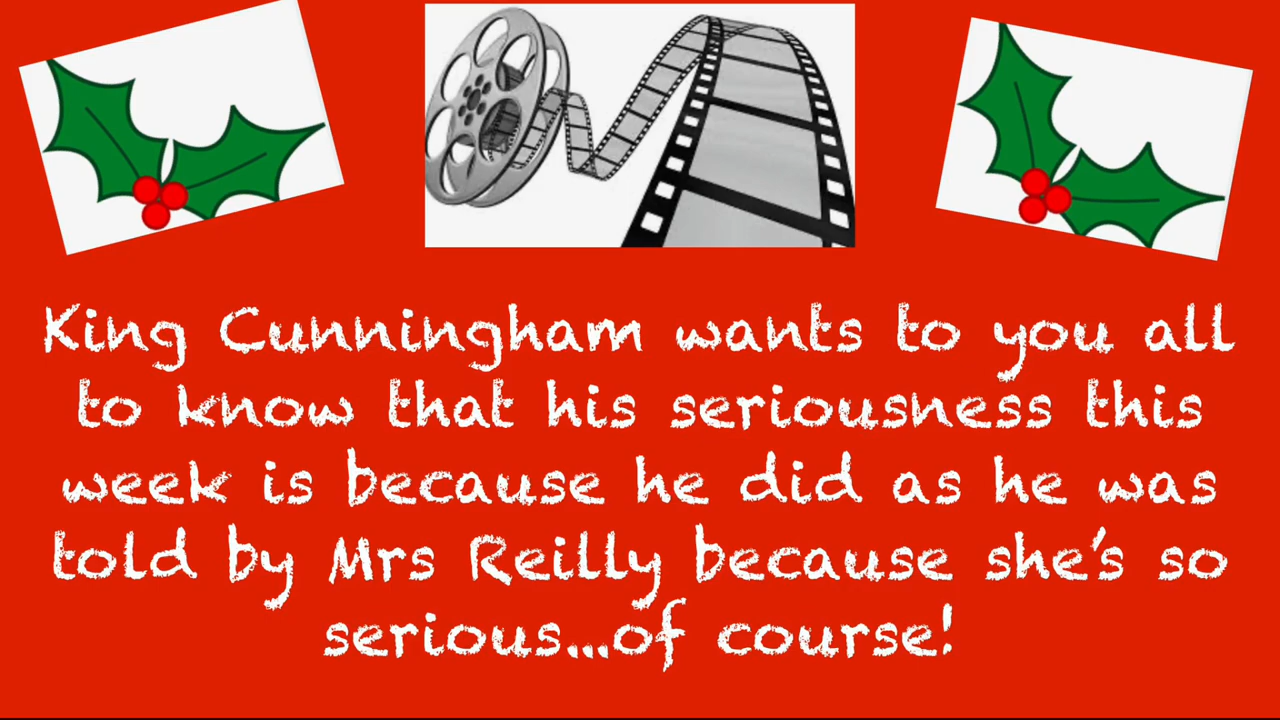 King Cunningham wants to you all
to know that his seriousness this
week is because he did as he was
told by Mrs Reilly because she's so
serious...of course!